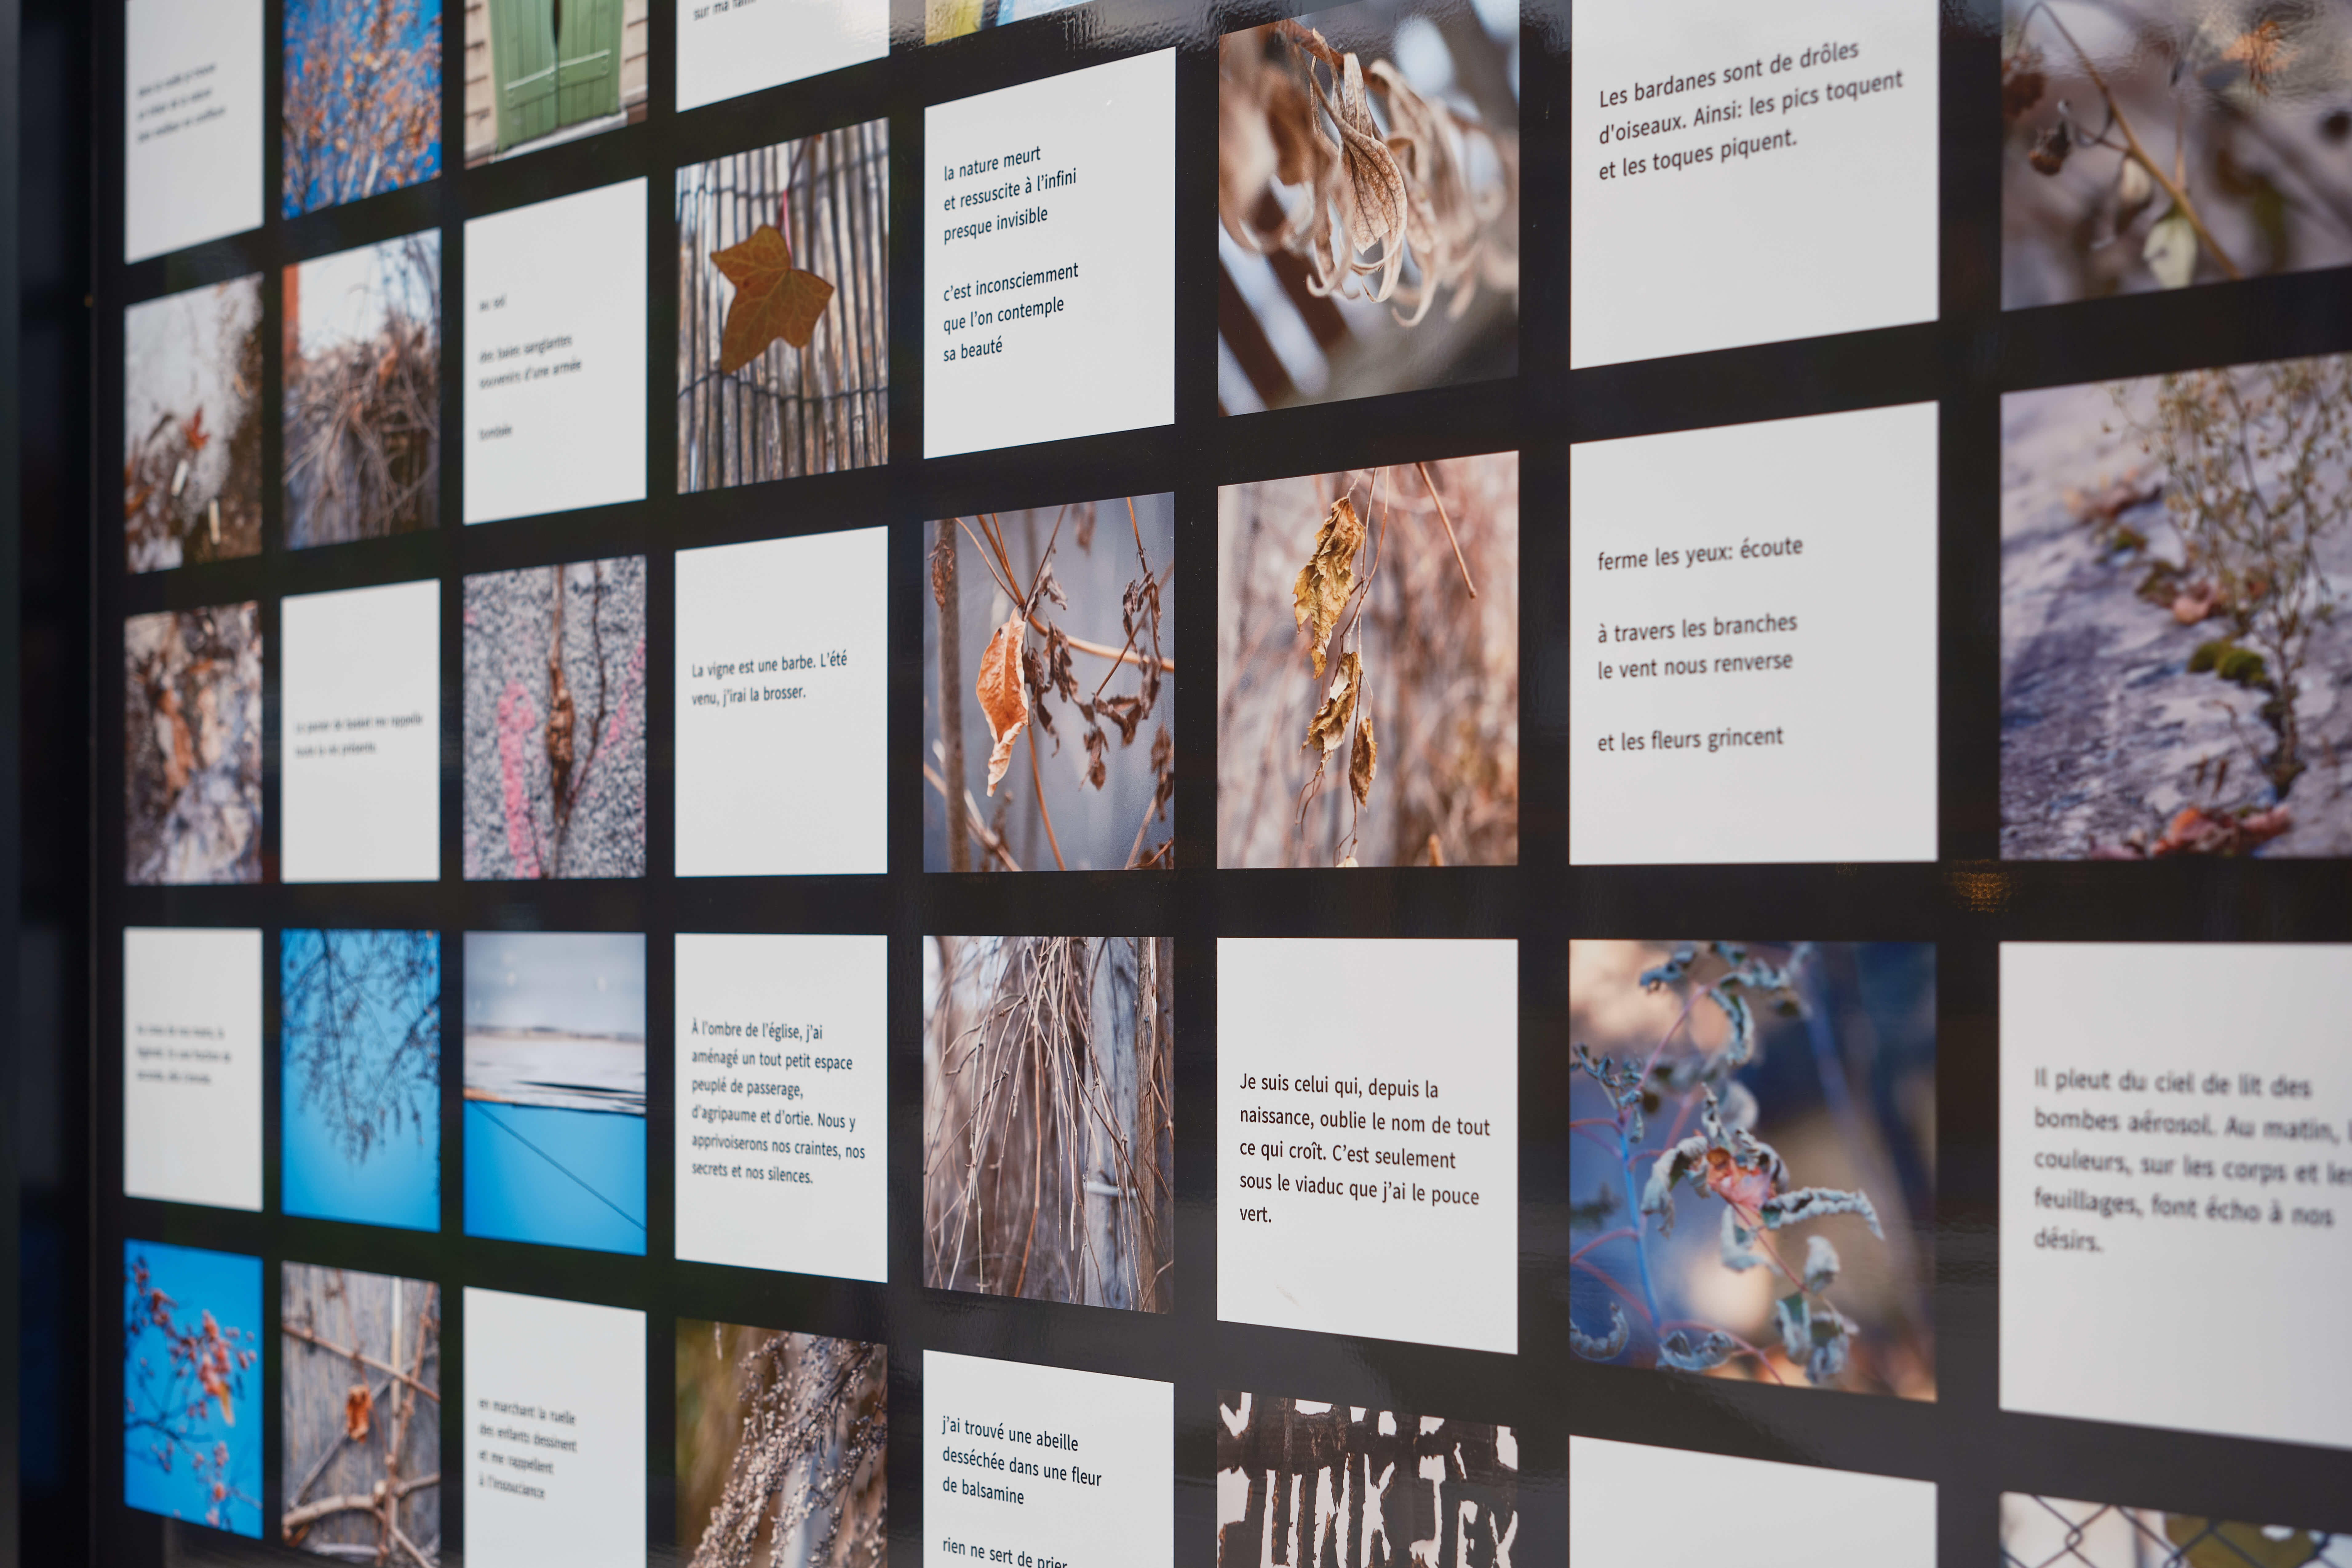 sur ma
Les bardanes sont de drôles
d'oiseaux. Ainsi: les pics toquent
et les toques piquent.
la nature meurt
et ressuscite à l'infini
presque invisible
c'est inconsciemment
que l'on contemple
sa beauté
au sol
des baies sanglantes
souvenirs d'une armée
tombée
La vigne est une barbe. L'été
venu, j'irai la brosser.
ferme les yeux: écoute
à travers les branches
le vent nous renverse
et les fleurs grincent
À l'ombre de l'église, j'ai
aménagé un tout petit espace
peuplé de passerage,
d'agripaume et d'ortie. Nous y
apprivoiserons nos craintes, nos
secrets et nos silences.
Je suis celui qui, depuis la
naissance, oublie le nom de tout
ce qui croît. C'est seulement
sous le viaduc que j'ai le pouce
vert.
Il pleut du ciel de lit des
bombes aérosol. Au matin,
couleurs, sur les corps et
feuillages, font écho à nos
désirs.
en marchant la ruelle
des enfants dessinent
et me rappellent
à l'insouciance
j'ai trouvé une abeille
desséchée dans une fleur
de balsamine
rien ne sert de prier